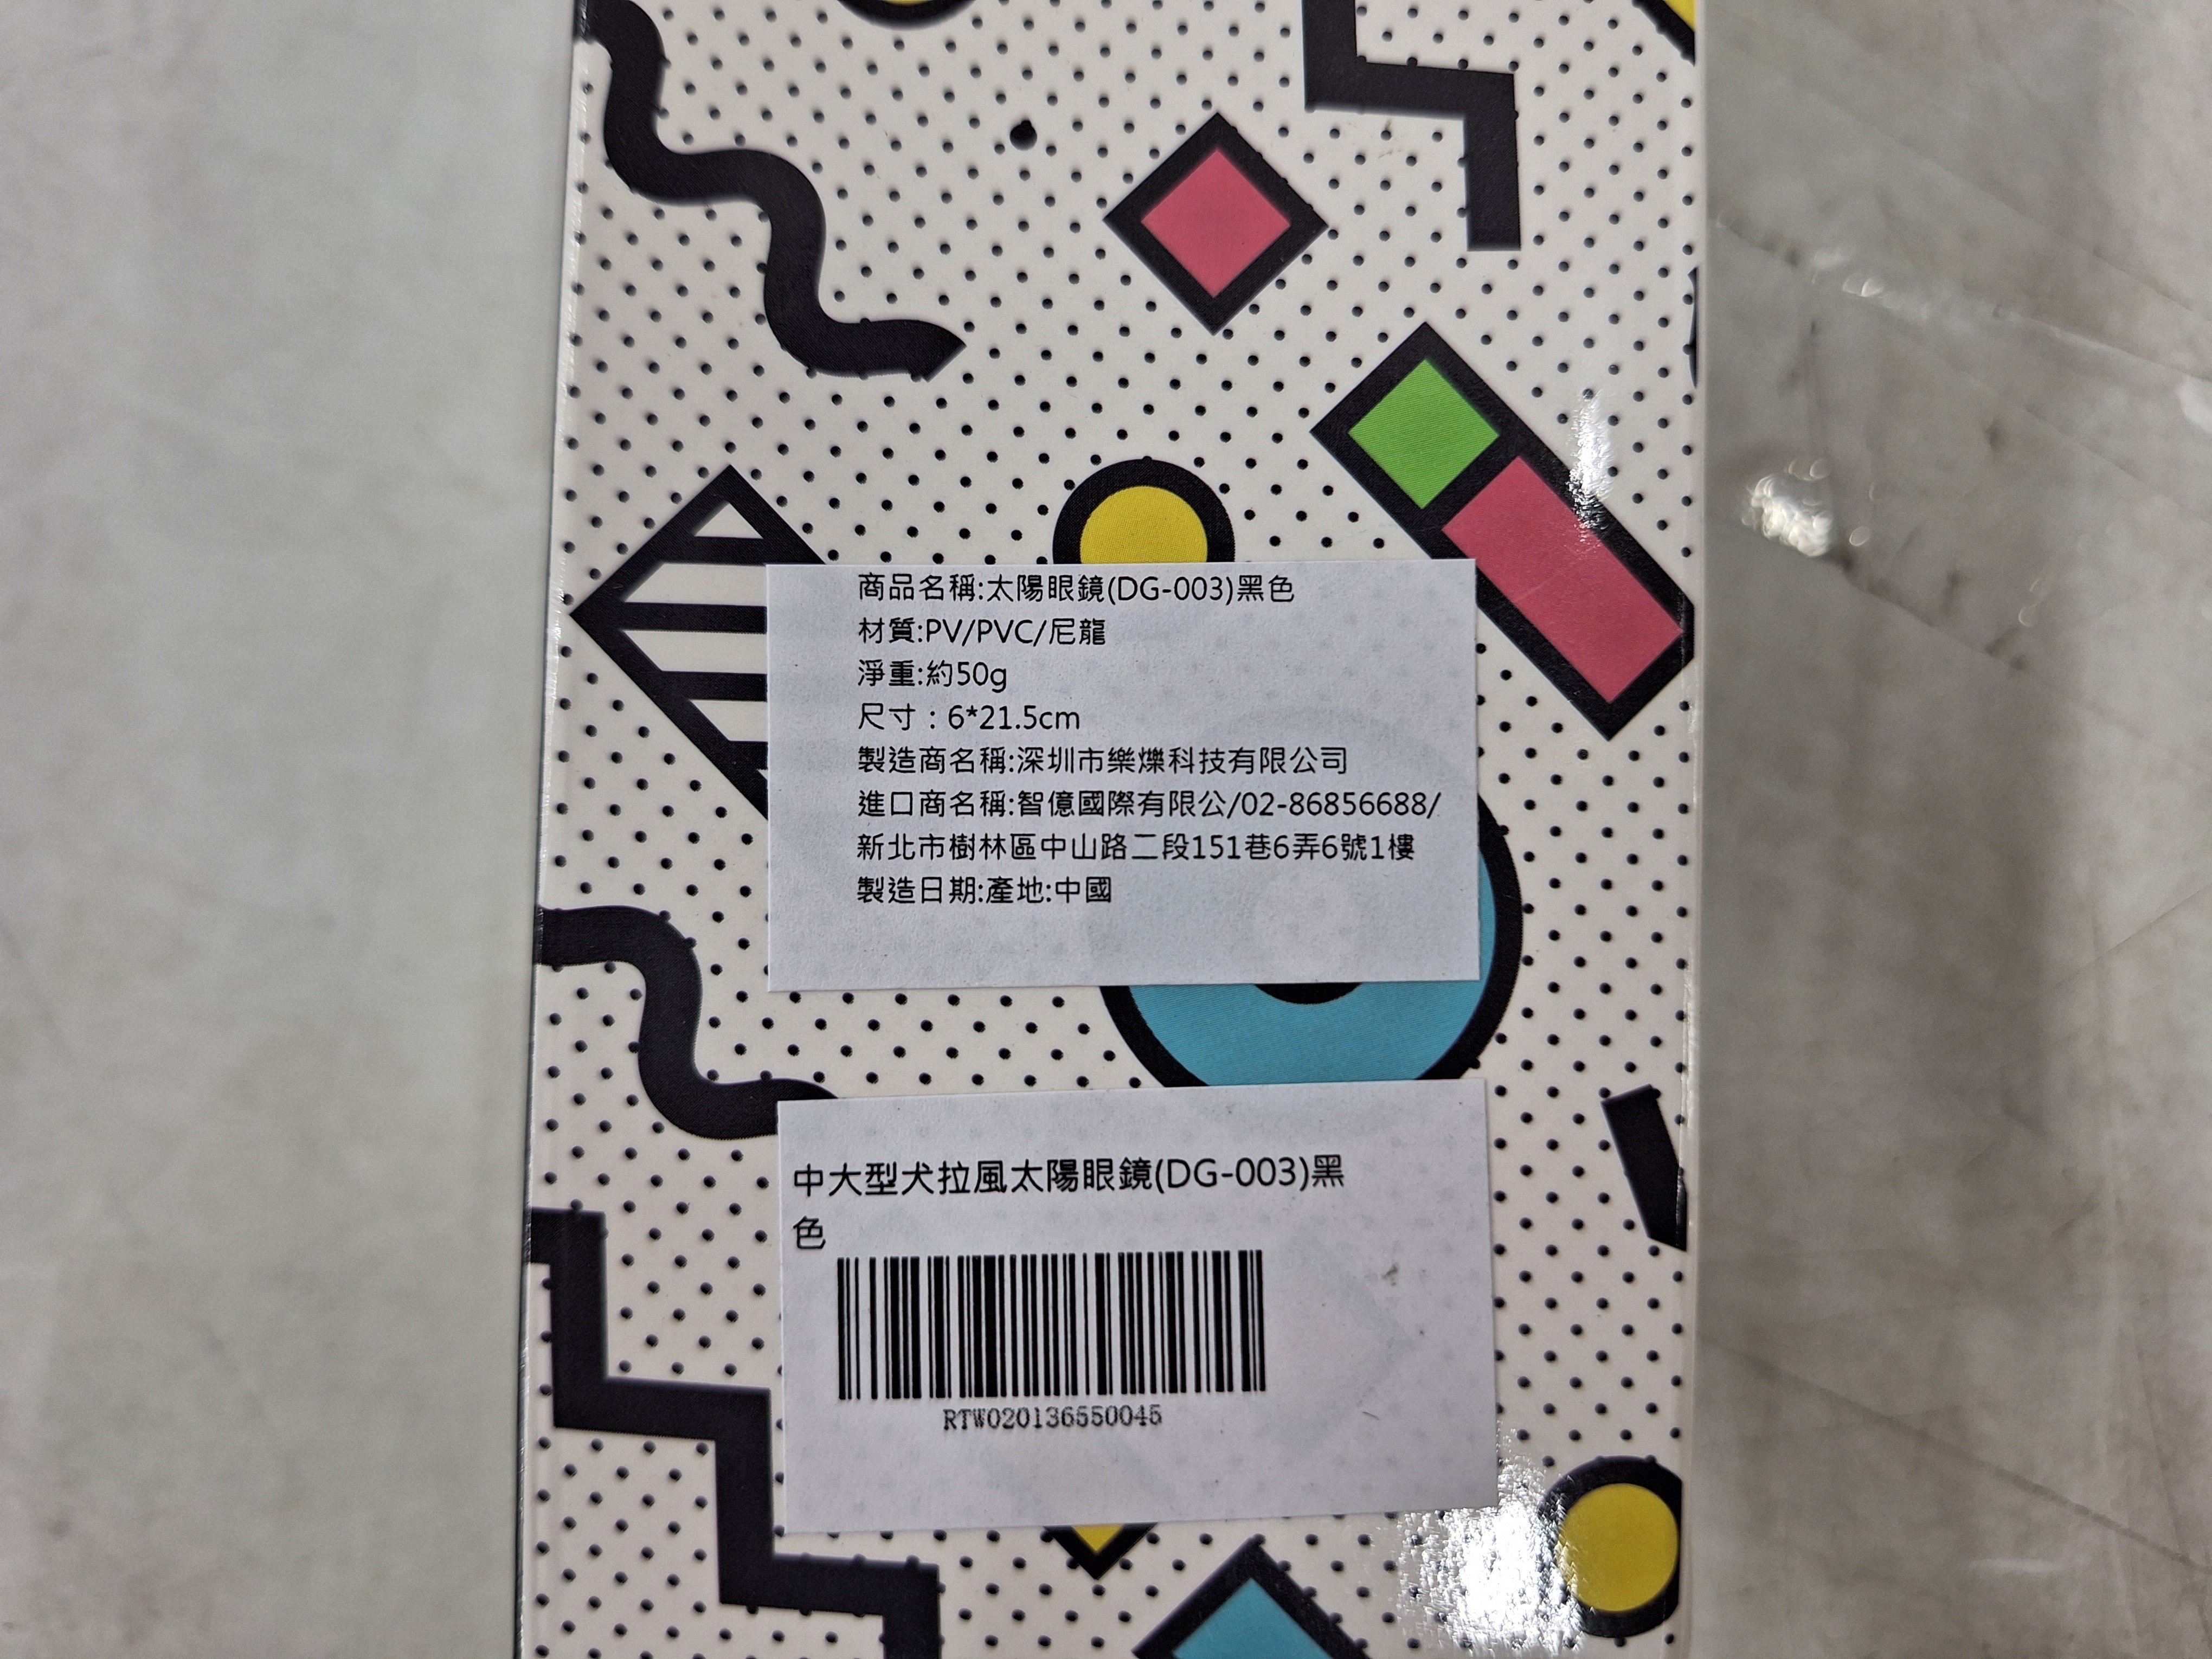 商品名稱:太陽眼鏡(DG-003)黑色
材質:PV/PVC/尼龍
淨重:約50g
尺寸：6*21.5cm
製造商名稱:深圳市樂爍科技有限公司
進口商名稱:智億國際有限公/02-86856688/
新北市樹林區中山路二段151巷6弄6號1樓
製造日期:產地:中國
中大型犬拉風太陽眼鏡(DG-003)黑
色
RTW020136550045